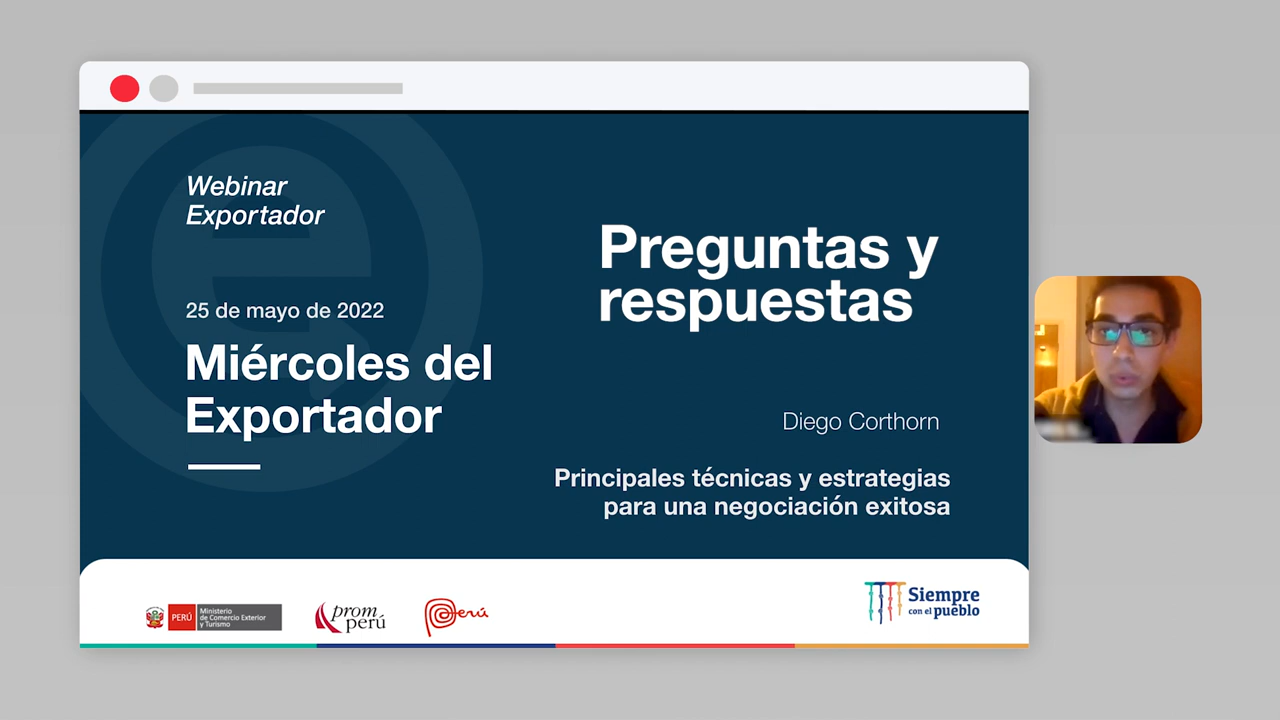 Webinar
Exportador
25 de mayo de 2022
Miércoles del
Exportador
Preguntas y
respuestas
Diego Corthorn
Principales técnicas y estrategias
para una negociación exitosa
PERÚ
Ministerio
de Comercio Exterior
y Turismo
prom
perú
Perú
Siempre
con el pueblo